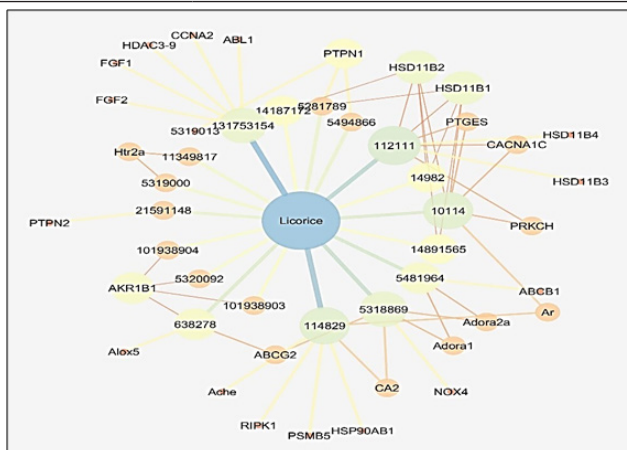 CCNA2
HDAC3-9
ABL1
FGF1
PTPN1
HSD11B2
HSD11B1
FGF2
14187172
5281789
131753154
5319013
5494866
PTGES
HSD11B4
CACNA1C
112111
Htr2a
11349817
14982
HSD11B3
5319000
21591148
10114
PTPN2
Licorice
PRKCH
101938904
14891565
5320092
5481964
AKR1B1
101938903
ABCB1
5318869
Ar
638278
114829
Adora2a
Adora1
Alox5
ABCG2
Ache
CA2
NOX4
RIPK1
PSMB5
HSP90AB1